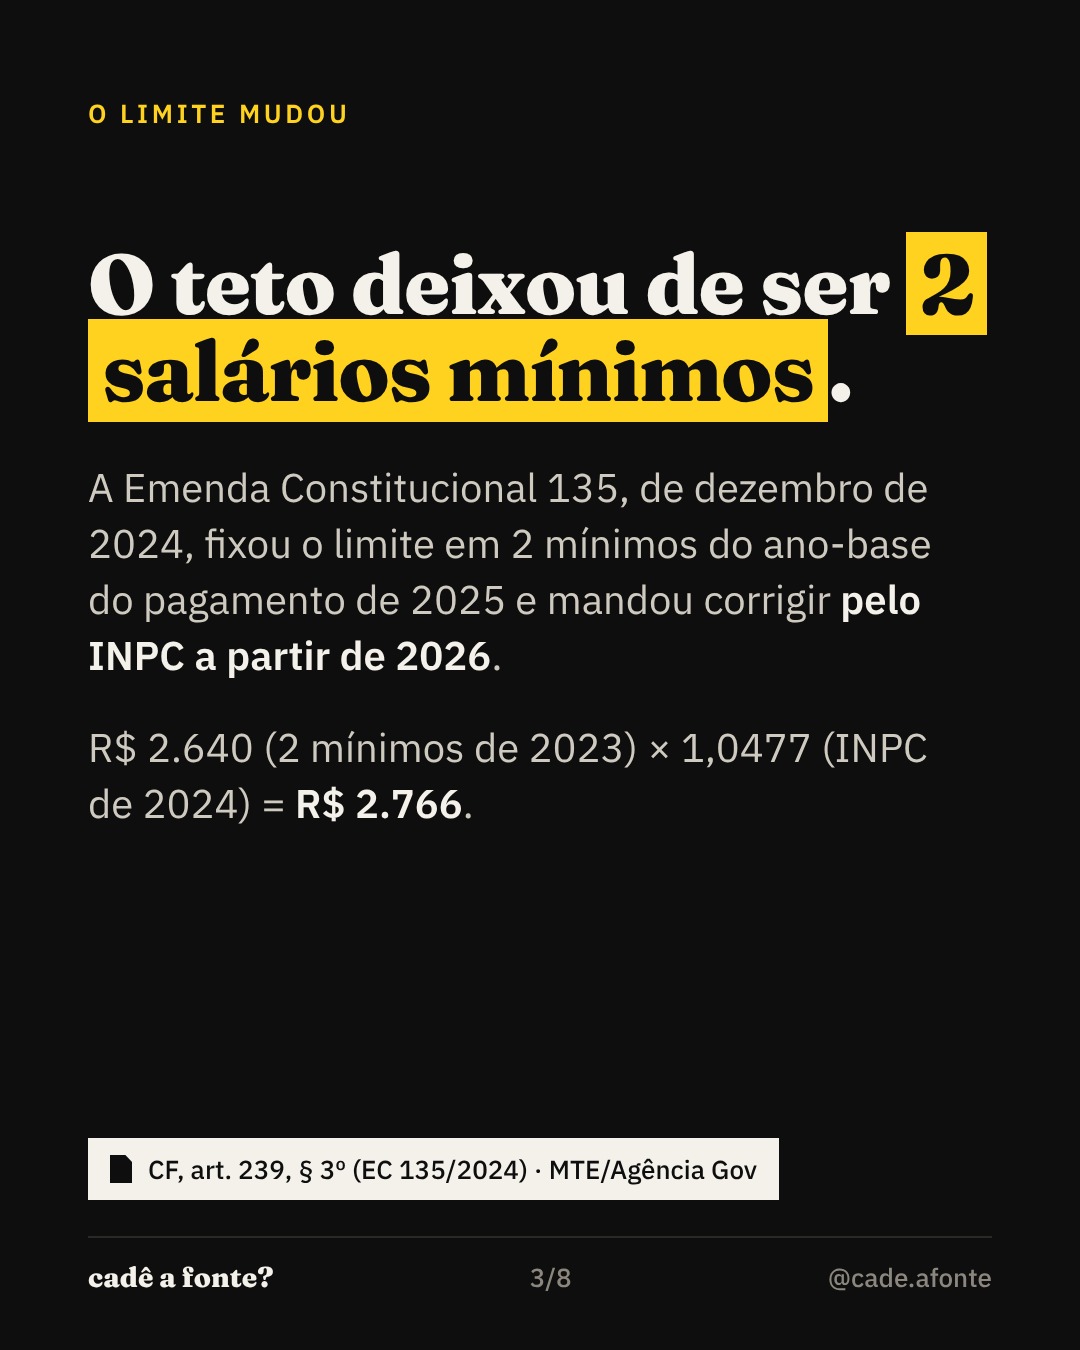 O LIMITE MUDOU
O teto deixou de ser 2
salários mínimos.
A Emenda Constitucional 135, de dezembro de
2024, fixou o limite em 2 mínimos do ano-base
do pagamento de 2025 e mandou corrigir pelo
INPC a partir de 2026.
R$ 2.640 (2 mínimos de 2023) × 1,0477 (INPC
de 2024) = R$ 2.766.
CF, art. 239, § 3º (EC 135/2024) · MTE/Agência Gov
cadê a fonte?
3/8
@cade.afonte